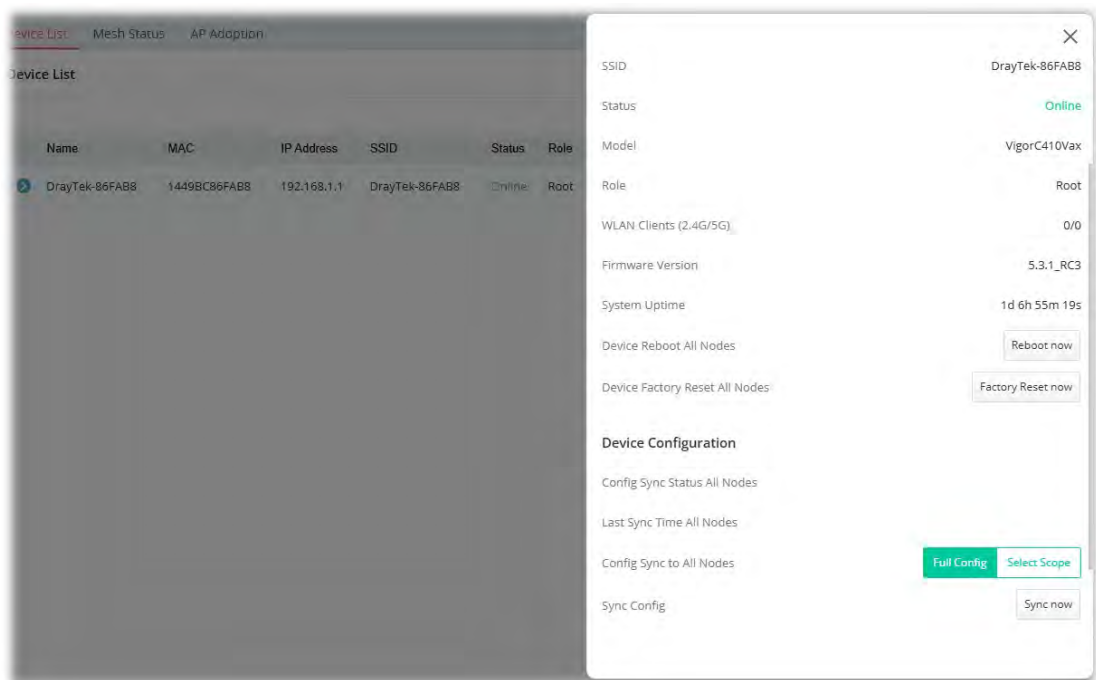 Device List Mesh Status AP Adoption
Device List
Name MAC IP Address SSID Status Role
DrayTek-86FAB8 1449BC86FAB8 192.168.1.1 DrayTek-86FAB8 Online Root
SSID DrayTek-86FAB8
Status Online
Model VigorC410Vax
Role Root
WLAN Clients (2.4G/5G) 0/0
Firmware Version 5.3.1_RC3
System Uptime 1d 6h 55m 19s
Device Reboot All Nodes Reboot now
Device Factory Reset All Nodes Factory Reset now
Device Configuration
Config Sync Status All Nodes
Last Sync Time All Nodes
Config Sync to All Nodes Full Config Select Scope
Sync Config Sync now